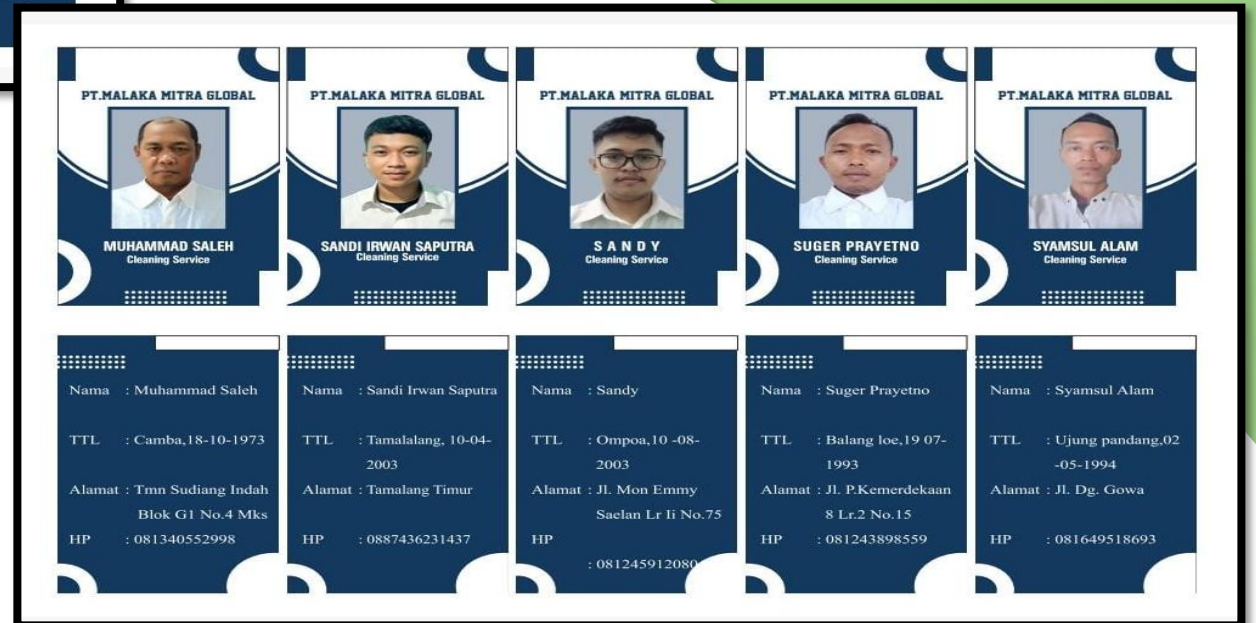 PT.MALAKA MITRA GLOBAL
MUHAMMAD SALEH
Cleaning Service
PT.MALAKA MITRA GLOBAL
SANDI IRWAN SAPUTRA
Cleaning Service
PT.MALAKA MITRA GLOBAL
S A N D Y
Cleaning Service
PT.MALAKA MITRA GLOBAL
SUGER PRAYETNO
Cleaning Service
PT.MALAKA MITRA GLOBAL
SYAMSUL ALAM
Cleaning Service
Nama : Muhammad Saleh
TTL : Camba,18-10-1973
Alamat : Tmn Sudiang Indah
Blok G1 No.4 Mks
HP : 081340552998
Nama : Sandi Irwan Saputra
TTL : Tamalalang, 10-04-
2003
Alamat : Tamalang Timur
HP : 0887436231437
Nama : Sandy
TTL : Ompoa,10 -08-
2003
Alamat : Jl. Mon Emmy
Saelan Lr Ii No.75
HP
: 081245912080
Nama : Suger Prayetno
TTL : Balang loe,19 07-
1993
Alamat : Jl. P.Kemerdekaan
8 Lr.2 No.15
HP : 081243898559
Nama : Syamsul Alam
TTL : Ujung pandang,02
-05-1994
Alamat : Jl. Dg. Gowa
HP : 081649518693